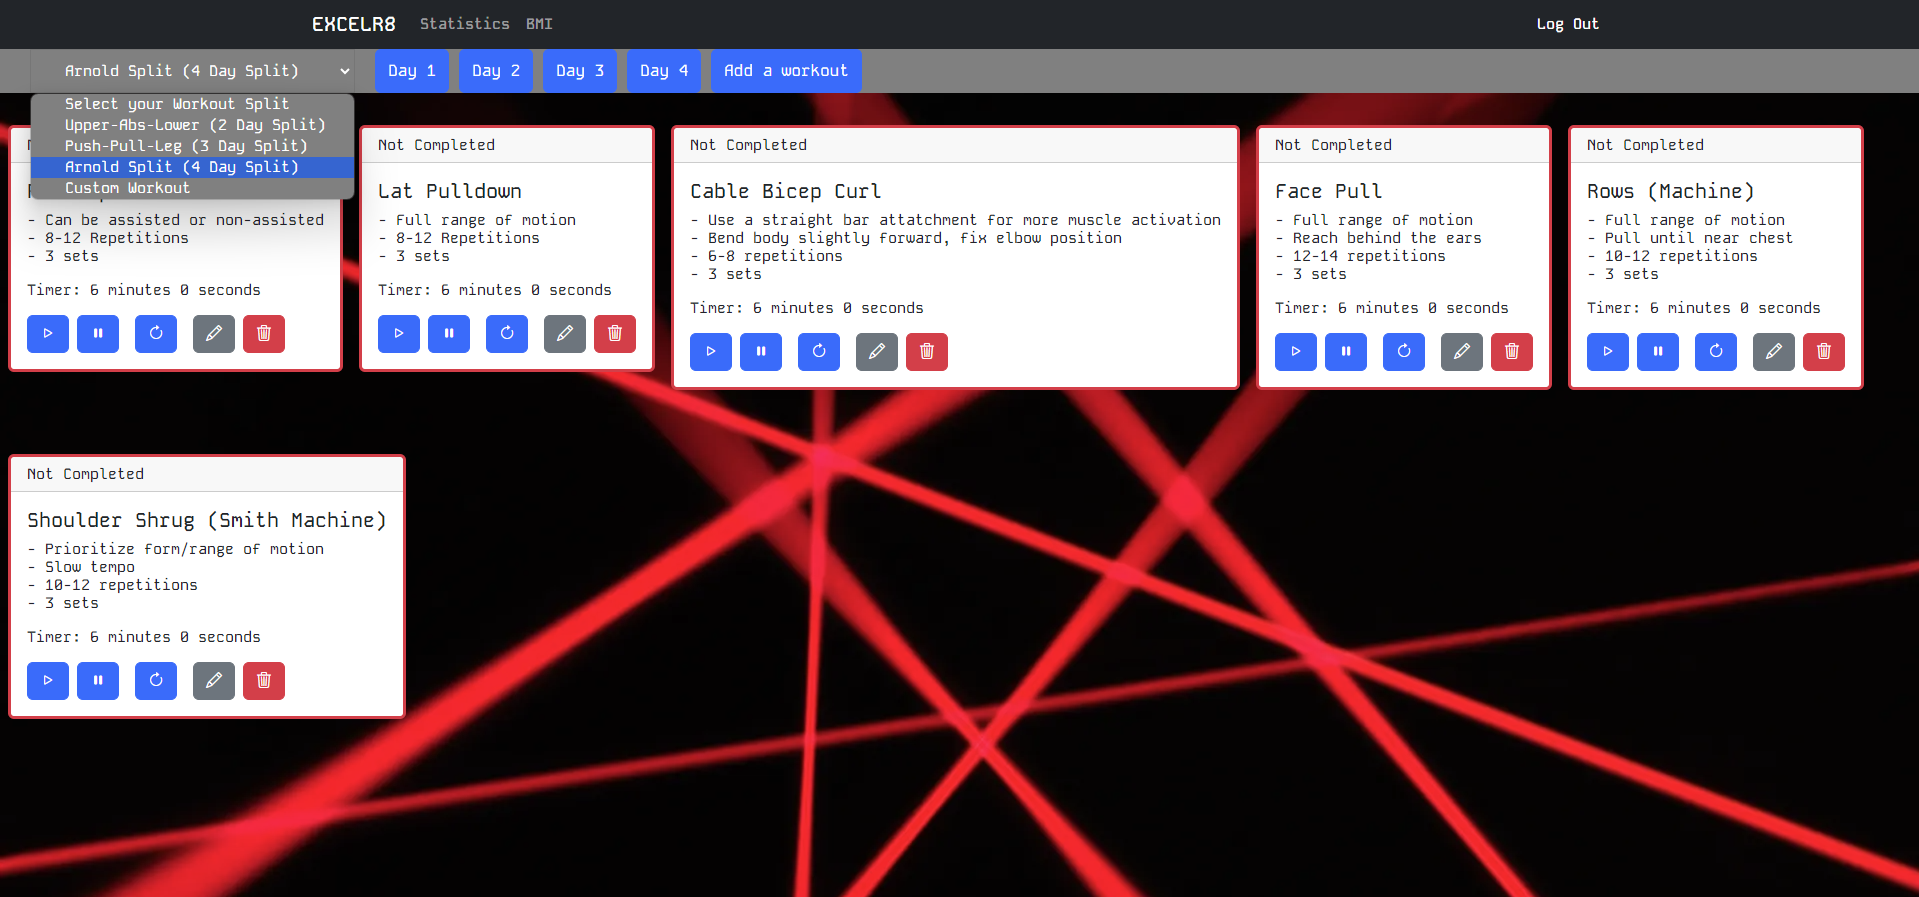 EXCELR8 Statistics BMI Log Out
Arnold Split (4 Day Split) Day 1 Day 2 Day 3 Day 4 Add a workout
Select your Workout Split
Upper-Abs-Lower (2 Day Split)
Push-Pull-Leg (3 Day Split)
Arnold Split (4 Day Split)
Custom Workout
- Can be assisted or non-assisted
- 8-12 Repetitions
- 3 sets
Timer: 6 minutes 0 seconds
Not Completed
Lat Pulldown
- Full range of motion
- 8-12 Repetitions
- 3 sets
Timer: 6 minutes 0 seconds
Not Completed
Cable Bicep Curl
- Use a straight bar attatchment for more muscle activation
- Bend body slightly forward, fix elbow position
- 6-8 repetitions
- 3 sets
Timer: 6 minutes 0 seconds
Not Completed
Face Pull
- Full range of motion
- Reach behind the ears
- 12-14 repetitions
- 3 sets
Timer: 6 minutes 0 seconds
Not Completed
Rows (Machine)
- Full range of motion
- Pull until near chest
- 10-12 repetitions
- 3 sets
Timer: 6 minutes 0 seconds
Not Completed
Shoulder Shrug (Smith Machine)
- Prioritize form/range of motion
- Slow tempo
- 10-12 repetitions
- 3 sets
Timer: 6 minutes 0 seconds